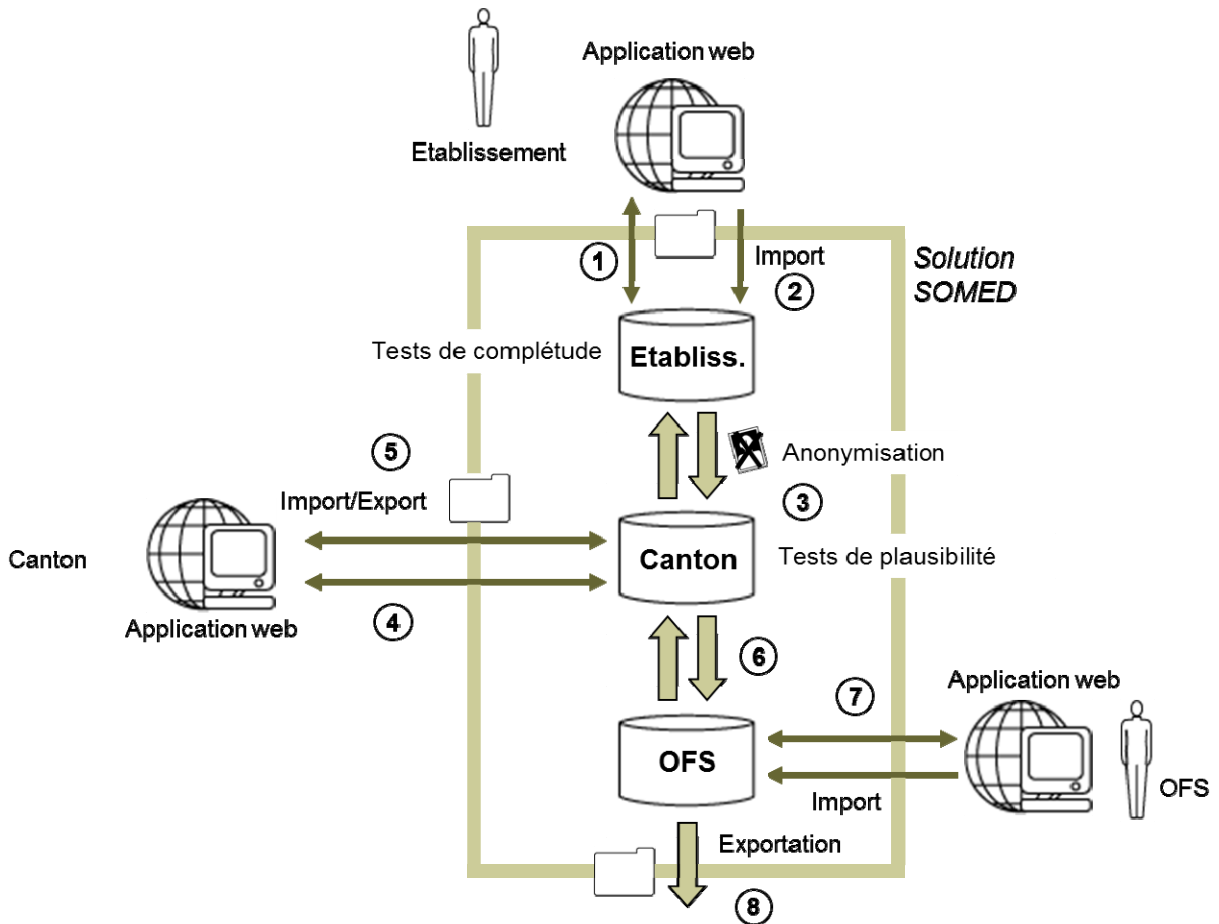 Application web
Etablissement
1
Import
2
Solution
SOMED
Tests de complétude
Etabliss.
5
Anonymisation
Import/Export
3
Canton
Canton
Tests de plausibilité
Application web
4
6
Application web
7
OFS
Import
OFS
Exportation
8